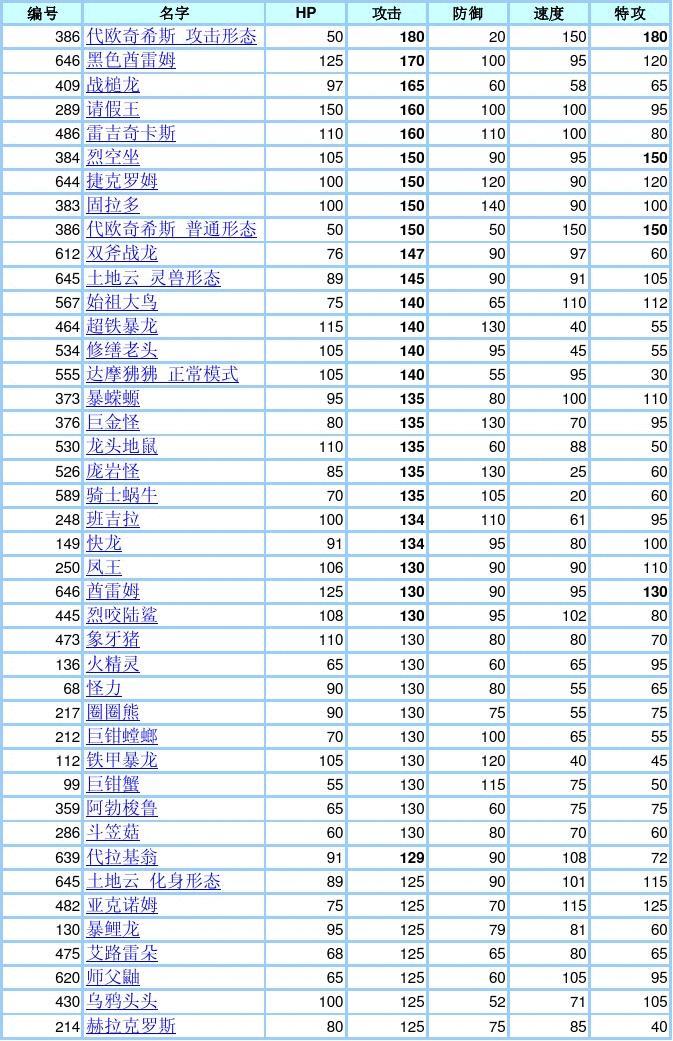 编号 名字 HP 攻击 防御 速度 特攻
386 代欧奇希斯 攻击形态 50 180 20 150 180
646 黑色酋雷姆 125 170 100 95 120
409 战槌龙 97 165 60 58 65
289 请假王 150 160 100 100 95
486 雷吉奇卡斯 110 160 110 100 80
384 烈空坐 105 150 90 95 150
644 捷克罗姆 100 150 120 90 120
383 固拉多 100 150 140 90 100
386 代欧奇希斯 普通形态 50 150 50 150 150
612 双斧战龙 76 147 90 97 60
645 土地云 灵兽形态 89 145 90 91 105
567 始祖大鸟 75 140 65 110 112
464 超铁暴龙 115 140 130 40 55
534 修缮老头 105 140 95 45 55
555 达摩狒狒 正常模式 105 140 55 95 30
373 暴蝾螈 95 135 80 100 110
376 巨金怪 80 135 130 70 95
530 龙头地鼠 110 135 60 88 50
526 庞岩怪 85 135 130 25 60
589 骑士蜗牛 70 135 105 20 60
248 班吉拉 100 134 110 61 95
149 快龙 91 134 95 80 100
250 凤王 106 130 90 90 110
646 酋雷姆 125 130 90 95 130
445 烈咬陆鲨 108 130 95 102 80
473 象牙猪 110 130 80 80 70
136 火精灵 65 130 60 65 95
68 怪力 90 130 80 55 65
217 圈圈熊 90 130 75 55 75
212 巨钳螳螂 70 130 100 65 55
112 铁甲暴龙 105 130 120 40 45
99 巨钳蟹 55 130 115 75 50
359 阿勃梭鲁 65 130 60 75 75
286 斗笠菇 60 130 80 70 60
639 代拉基翁 91 129 90 108 72
645 土地云 化身形态 89 125 90 101 115
482 亚克诺姆 75 125 70 115 125
130 暴鲤龙 95 125 79 81 60
475 艾路雷朵 68 125 65 80 65
620 师父鼬 65 125 60 105 95
430 乌鸦头头 100 125 52 71 105
214 赫拉克罗斯 80 125 75 85 40